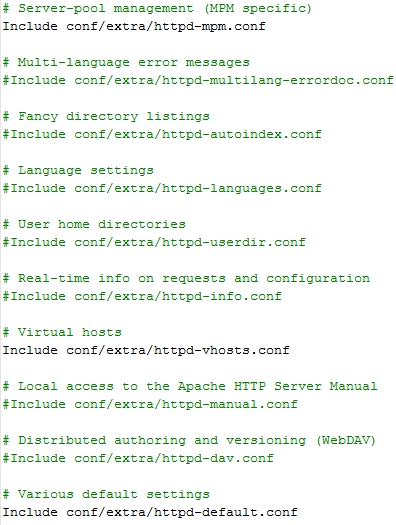 # Server-pool management (MPM specific)
Include conf/extra/httpd-mpm.conf
# Multi-language error messages
#Include conf/extra/httpd-multilang-errordoc.conf
# Fancy directory listings
#Include conf/extra/httpd-autoindex.conf
# Language settings
#Include conf/extra/httpd-languages.conf
# User home directories
#Include conf/extra/httpd-userdir.conf
# Real-time info on requests and configuration
#Include conf/extra/httpd-info.conf
# Virtual hosts
Include conf/extra/httpd-vhosts.conf
# Local access to the Apache HTTP Server Manual
#Include conf/extra/httpd-manual.conf
# Distributed authoring and versioning (WebDAV)
#Include conf/extra/httpd-dav.conf
# Various default settings
Include conf/extra/httpd-default.conf